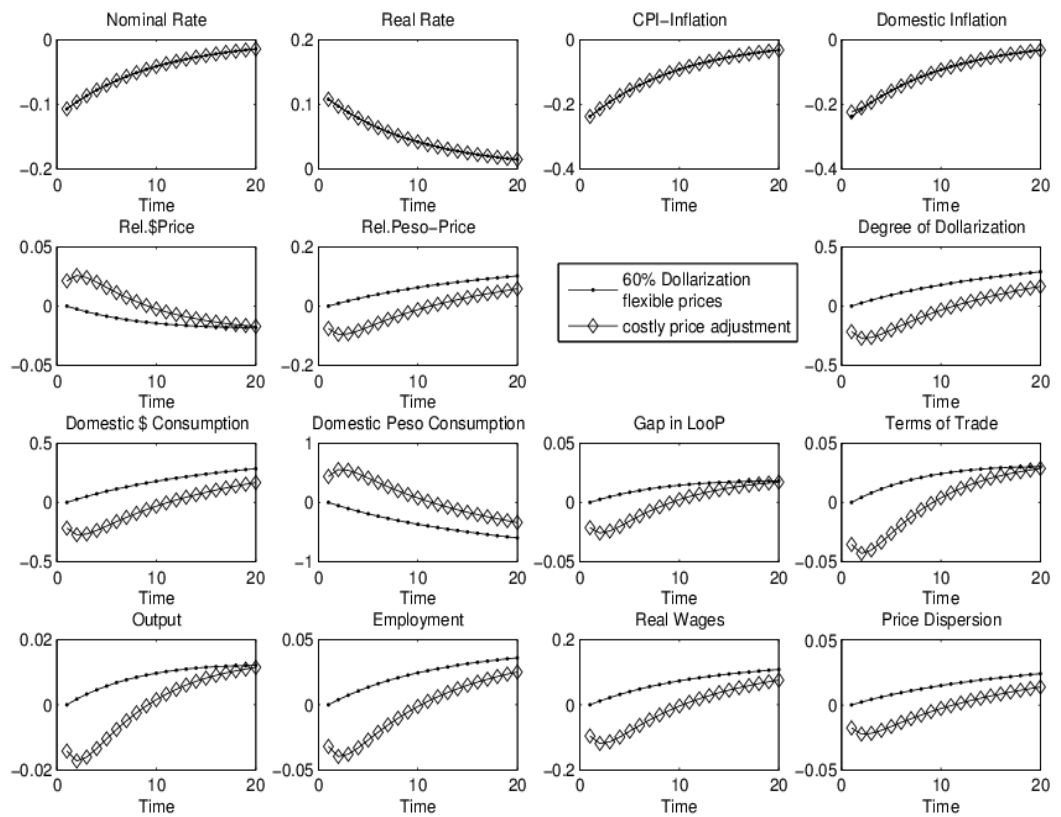 Nominal Rate
0
−0.1
−0.2
0 10 20
Time
Real Rate
0.2
0.1
0
0 10 20
Time
CPI−Inflation
0
−0.2
−0.4
0 10 20
Time
Domestic Inflation
0
−0.2
−0.4
0 10 20
Time
Rel.$Price
0.05
0
−0.05
0 10 20
Time
Rel.Peso−Price
0.2
0
−0.2
0 10 20
Time
60% Dollarization
flexible prices
costly price adjustment
Degree of Dollarization
0.5
0
−0.5
0 10 20
Time
Domestic $ Consumption
0.5
0
−0.5
0 10 20
Time
Domestic Peso Consumption
1
0
−1
0 10 20
Time
Gap in LooP
0.05
0
−0.05
0 10 20
Time
Terms of Trade
0.05
0
−0.05
0 10 20
Time
Output
0.02
0
−0.02
0 10 20
Time
Employment
0.05
0
−0.05
0 10 20
Time
Real Wages
0.2
0
−0.2
0 10 20
Time
Price Dispersion
0.05
0
−0.05
0 10 20
Time